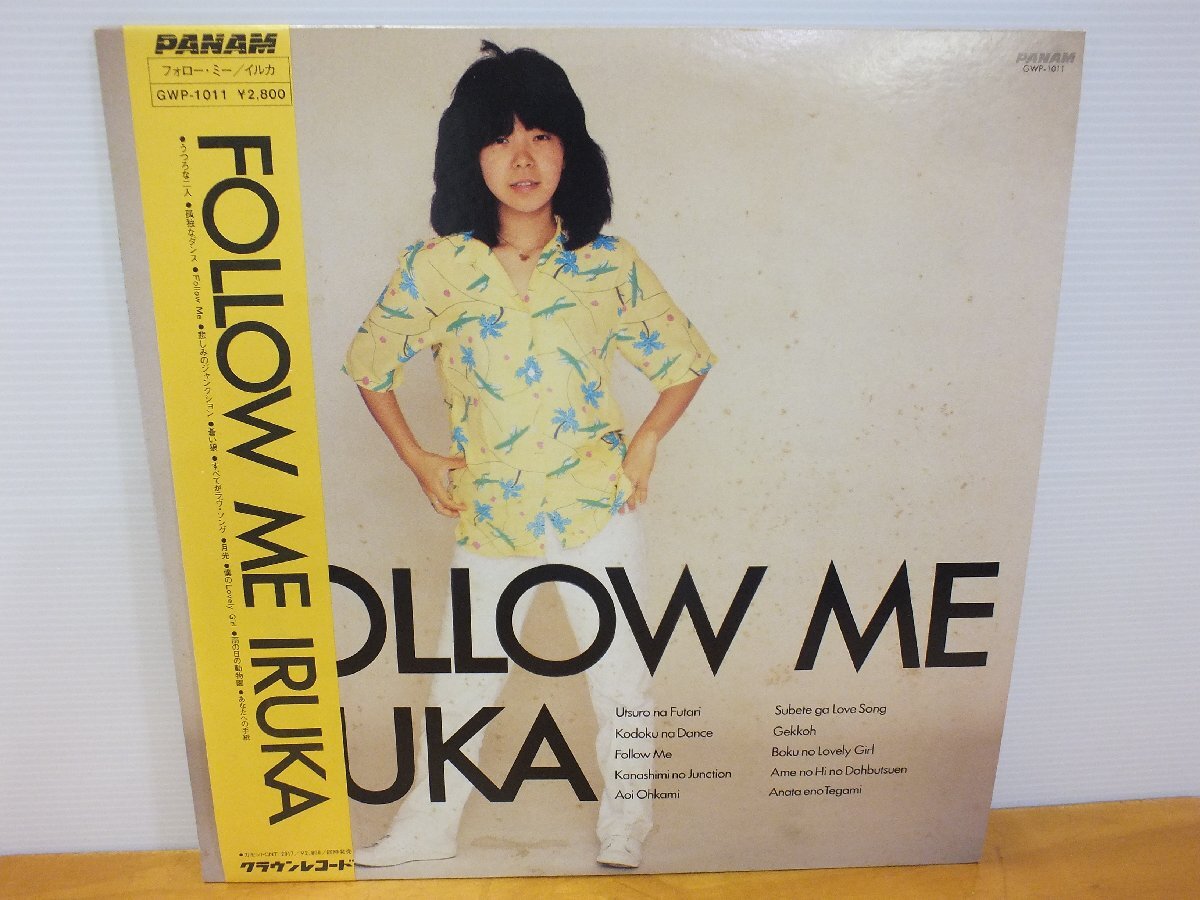 PANAM
フォロー・ミー/イルカ
GWP-1011 ¥2,800
FOLLOW ME IRUKA
●うつろな二人 ●孤独なダンス ●Follow Me ●悲しみのジャンクション ●蒼い狼 ●すべてがラヴ・ソング ●月光 ●僕のLovely Girl ●雨の日の動物園 ●あなたへの手紙
クラウンレコード
PANAM
GWP-1011
OLLOW ME
UKA
Utsuro na Futari
Kodoku na Dance
Follow Me
Kanashimi no Junction
Aoi Ohkami
Subete ga Love Song
Gekkoh
Boku no Lovely Girl
Ame no Hi no Dohbutsuen
Anata eno Tegami